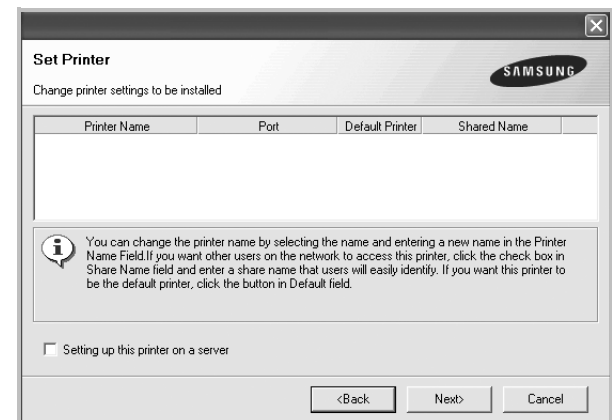 Set Printer
SAMSUNG
Change printer settings to be installed
Printer Name Port Default Printer Shared Name
You can change the printer name by selecting the name and entering a new name in the Printer
Name Field.If you want other users on the network to access this printer, click the check box in
Share Name field and enter a share name that users will easily identify. If you want this printer to
be the default printer, click the button in Default field.
Setting up this printer on a server
<Back Next> Cancel